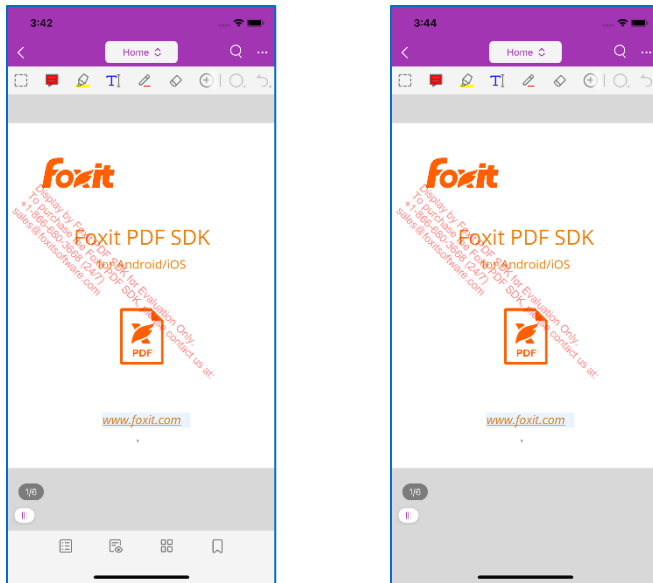 3:42
Home
TI
foxit
Display by Foxit PDF SDK for Evaluation Only.
To purchase the Foxit PDF SDK, please contact us at:
+1-866-680-3668 (24/7)
sales@foxitsoftware.com
Foxit PDF SDK
for Android/iOS
PDF
www.foxit.com
1/6
3:44
Home
TI
foxit
Display by Foxit PDF SDK for Evaluation Only.
To purchase the Foxit PDF SDK, please contact us at:
+1-866-680-3668 (24/7)
sales@foxitsoftware.com
Foxit PDF SDK
for Android/iOS
PDF
www.foxit.com
1/6